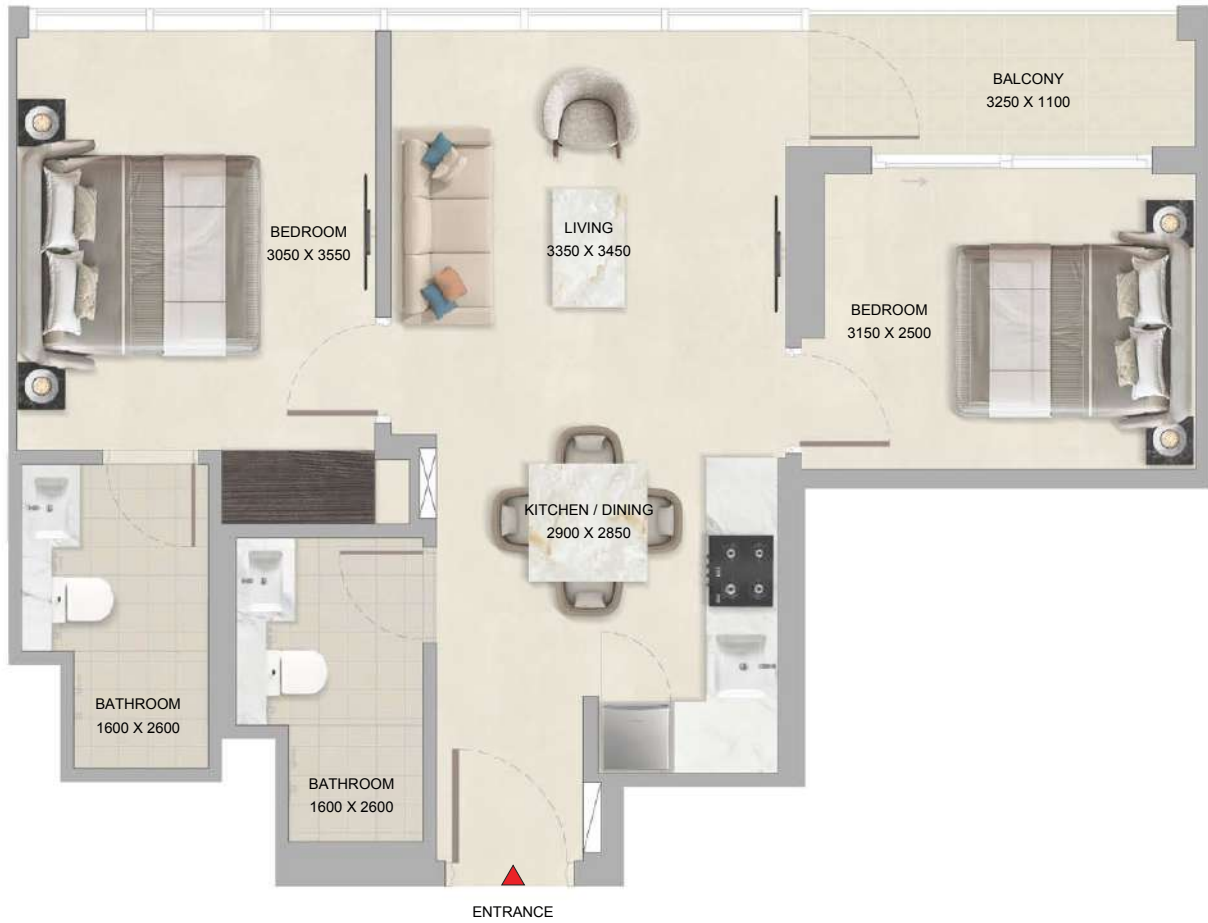 BALCONY
3250 X 1100
BEDROOM
3050 X 3550
LIVING
3350 X 3450
BEDROOM
3150 X 2500
KITCHEN / DINING
2900 X 2850
BATHROOM
1600 X 2600
BATHROOM
1600 X 2600
ENTRANCE